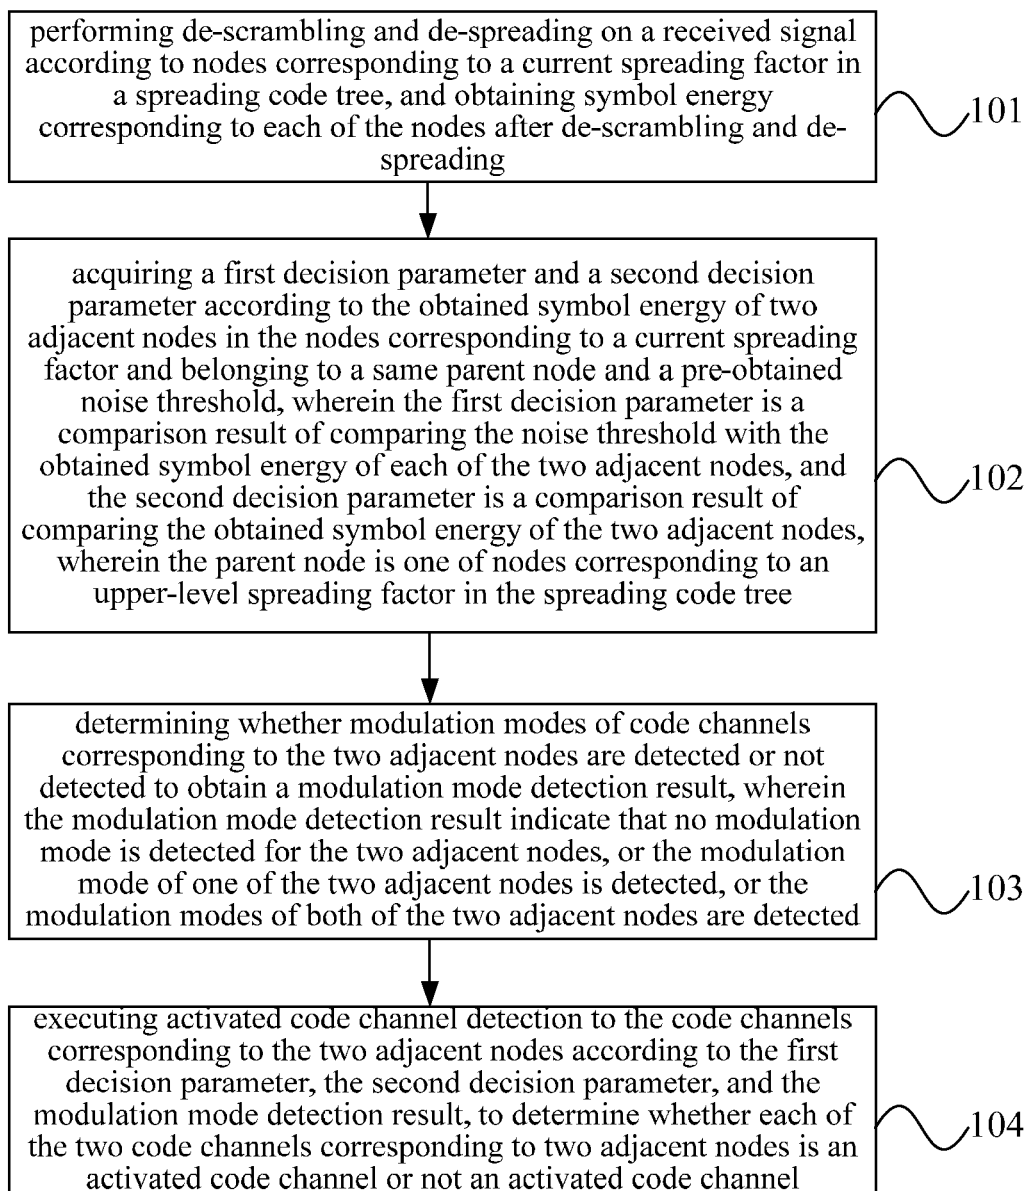 performing de-scrambling and de-spreading on a received signal
according to nodes corresponding to a current spreading factor in
a spreading code tree, and obtaining symbol energy
corresponding to each of the nodes after de-scrambling and de-
spreading
101
acquiring a first decision parameter and a second decision
parameter according to the obtained symbol energy of two
adjacent nodes in the nodes corresponding to a current spreading
factor and belonging to a same parent node and a pre-obtained
noise threshold, wherein the first decision parameter is a
comparison result of comparing the noise threshold with the
obtained symbol energy of each of the two adjacent nodes, and
the second decision parameter is a comparison result of
comparing the obtained symbol energy of the two adjacent nodes,
wherein the parent node is one of nodes corresponding to an
upper-level spreading factor in the spreading code tree
102
determining whether modulation modes of code channels
corresponding to the two adjacent nodes are detected or not
detected to obtain a modulation mode detection result, wherein
the modulation mode detection result indicate that no modulation
mode is detected for the two adjacent nodes, or the modulation
mode of one of the two adjacent nodes is detected, or the
modulation modes of both of the two adjacent nodes are detected
103
executing activated code channel detection to the code channels
corresponding to the two adjacent nodes according to the first
decision parameter, the second decision parameter, and the
modulation mode detection result, to determine whether each of
the two code channels corresponding to two adjacent nodes is an
activated code channel or not an activated code channel
104